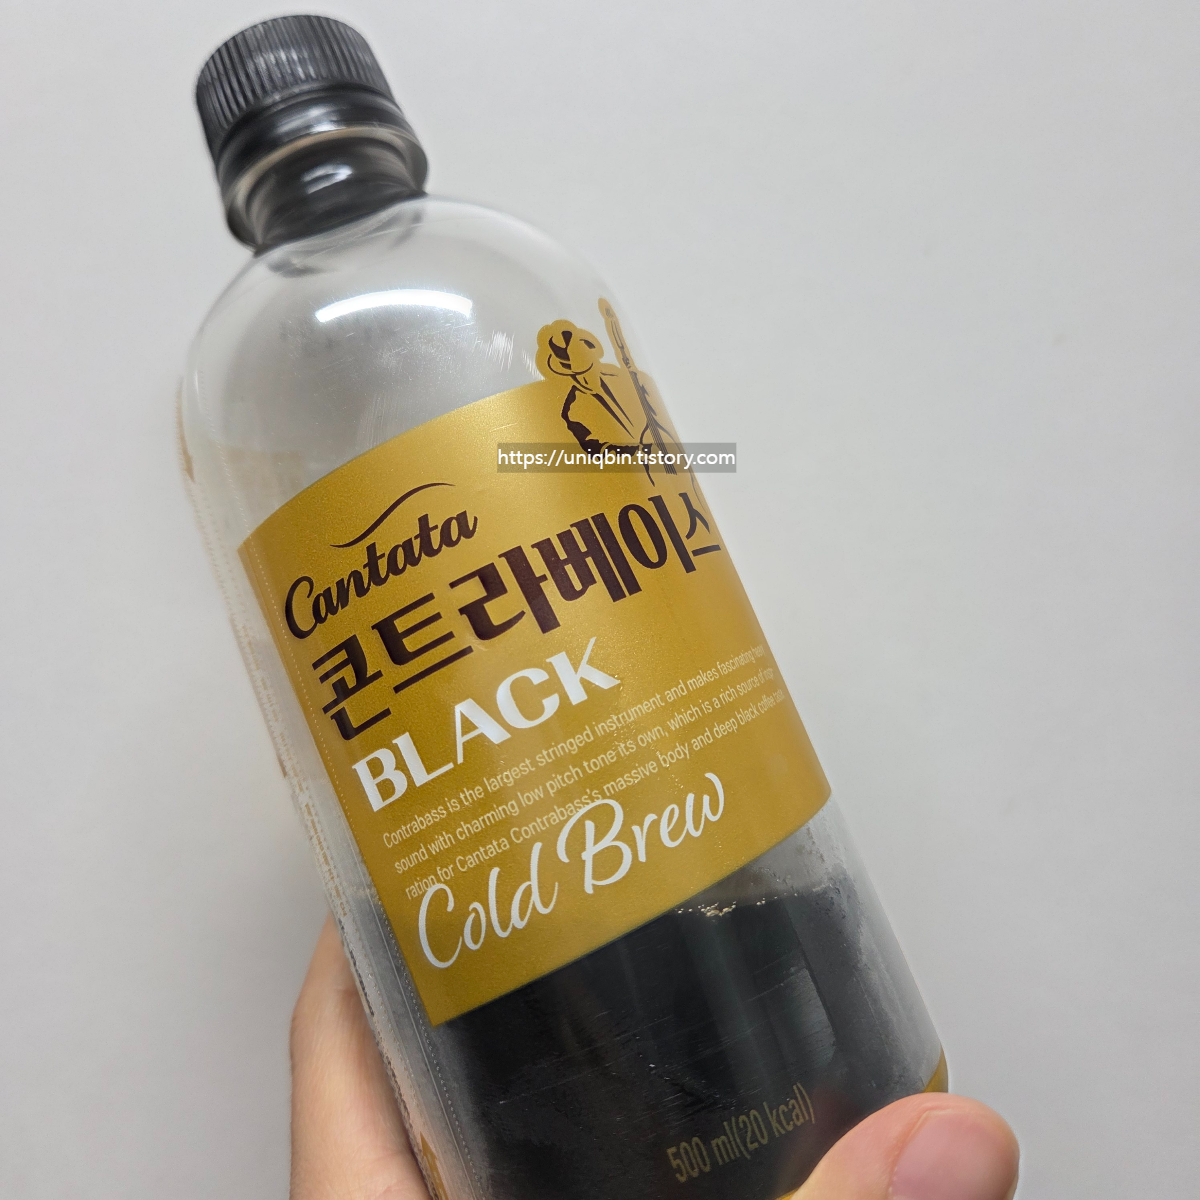 https://uniqbin.tistory.com
Cantata
콘트라베이스
BLACK
Contrabass is the largest stringed instrument and makes fascinating
sound with charming low pitch tone it's own, which is a rich source of
ration for Cantata Contrabass's massive body and deep black coffee
Cold Brew
500 ml(20 kcal)